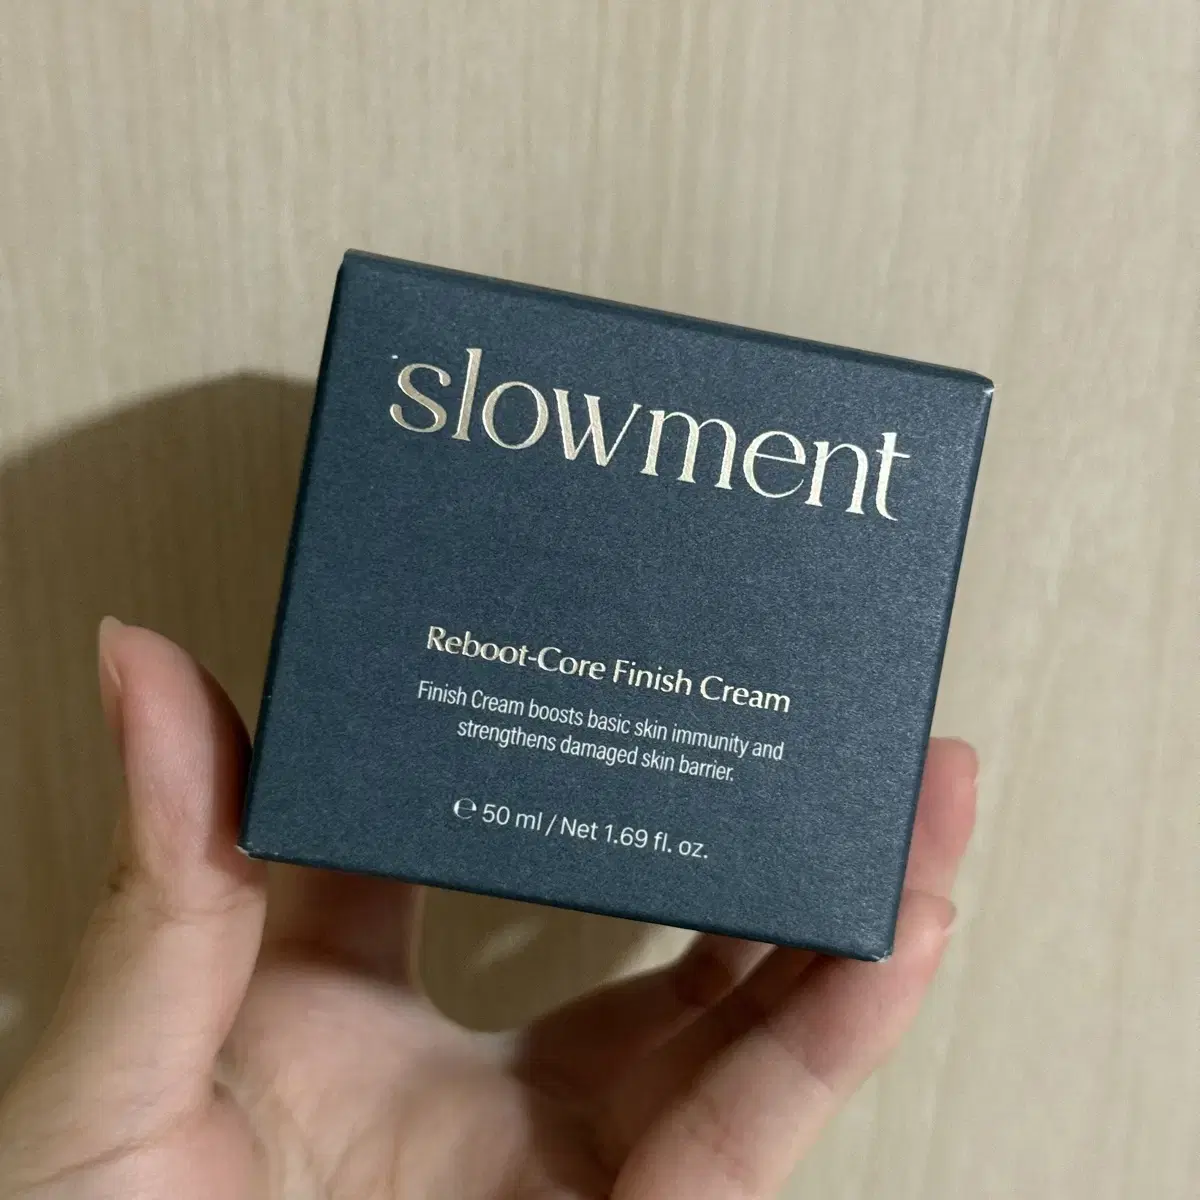 slowment
Reboot-Core Finish Cream
Finish Cream boosts basic skin immunity and
strengthens damaged skin barrier.
℮ 50 ml / Net 1.69 fl. oz.